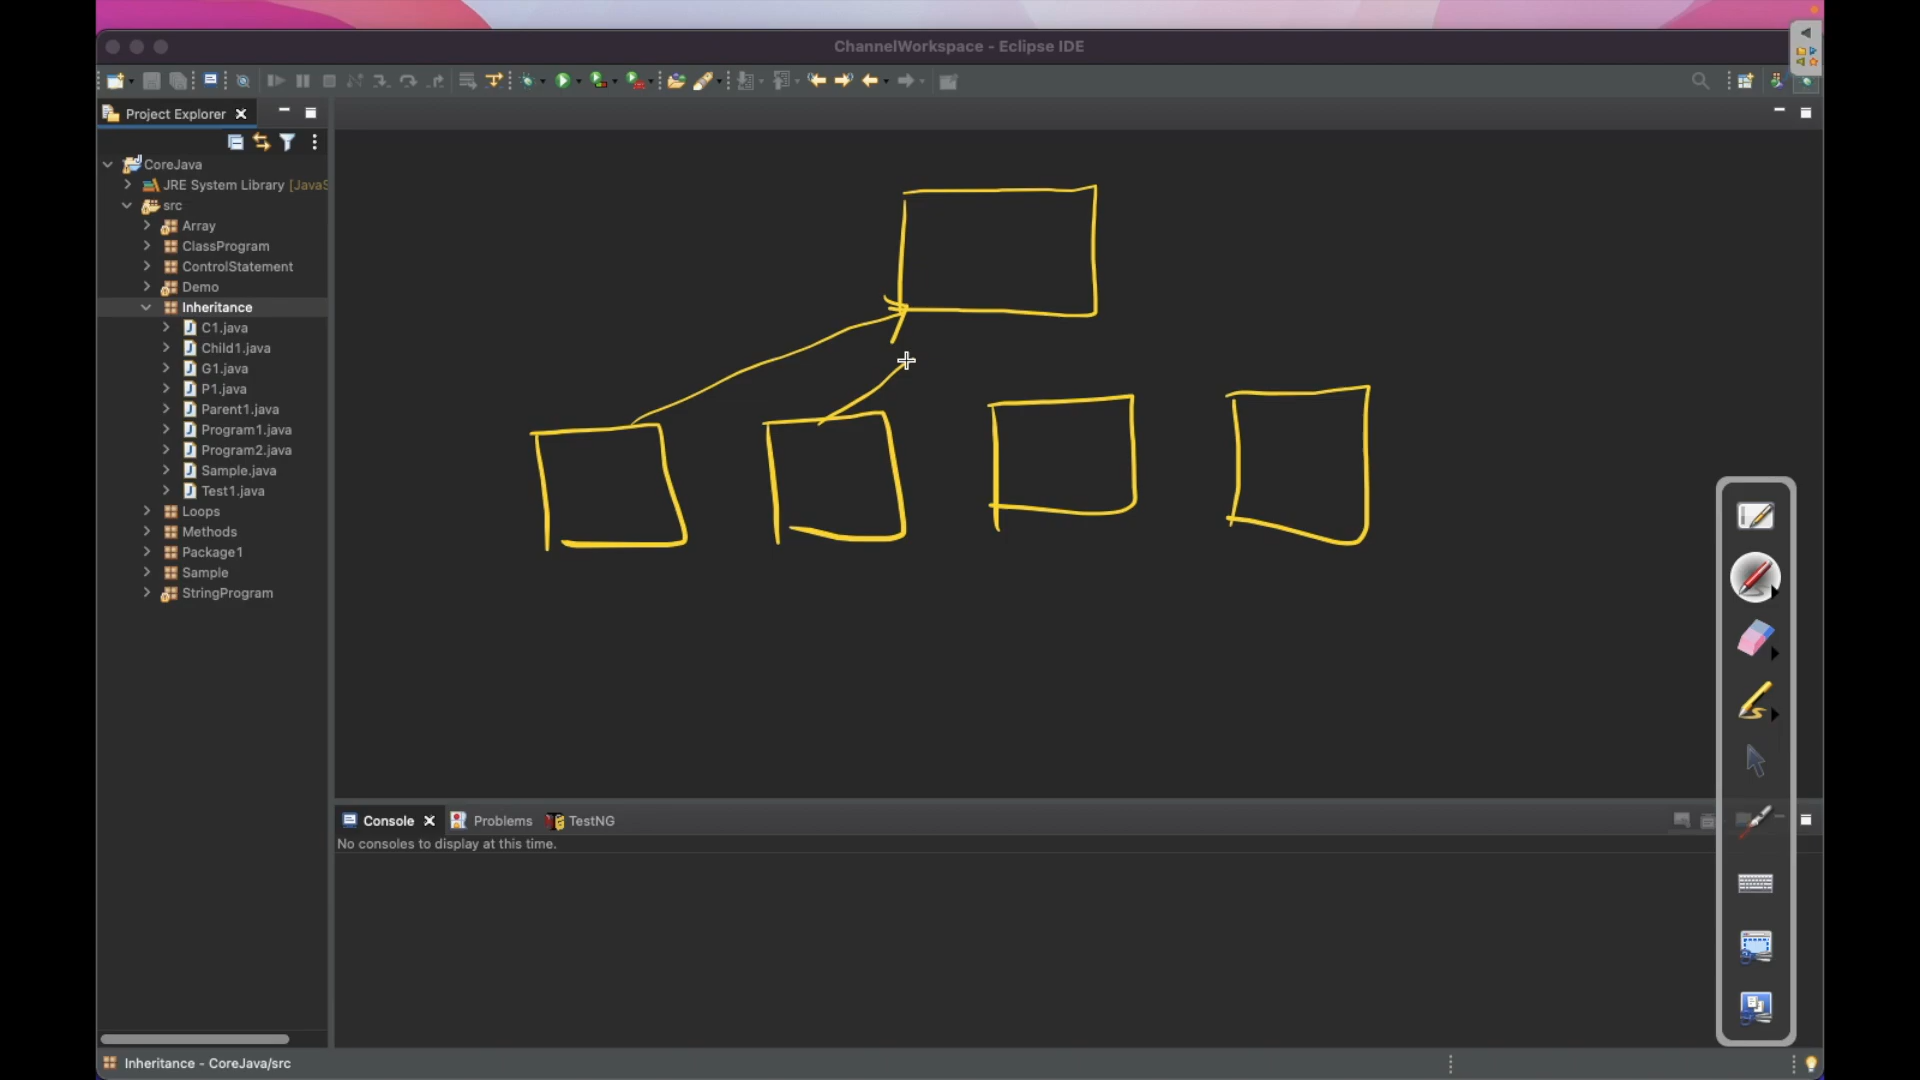 ChannelWorkspace - Eclipse IDE
Project Explorer
CoreJava
JRE System Library [JavaS
src
Array
ClassProgram
ControlStatement
Demo
Inheritance
C1.java
Child1.java
G1.java
P1.java
Parent1.java
Program1.java
Program2.java
Sample.java
Test1.java
Loops
Methods
Package1
Sample
StringProgram
Console Problems TestNG
No consoles to display at this time.
Inheritance - CoreJava/src